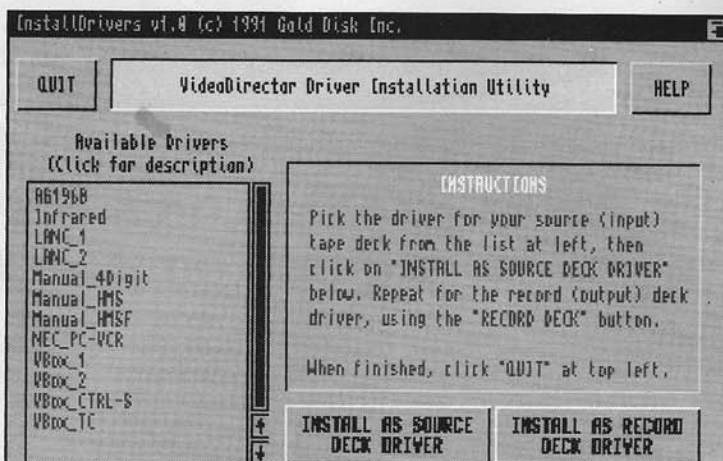 InstallDrivers v1.0 (c) 1991 Gold Disk Inc.
QUIT
VideoDirector Driver Installation Utility
HELP
Available Drivers
(Click for description)
AG1960
Infrared
LANC_1
LANC_2
Manual_4Digit
Manual_HMS
Manual_HMSF
NEC_PC-VCR
VBox_1
VBox_2
VBox_CTRL-S
VBox_TC
INSTRUCTIONS
Pick the driver for your source (input)
tape deck from the list at left, then
click on "INSTALL AS SOURCE DECK DRIVER"
below. Repeat for the record (output) deck
driver, using the "RECORD DECK" button.
When finished, click "QUIT" at top left.
INSTALL AS SOURCE
DECK DRIVER
INSTALL AS RECORD
DECK DRIVER